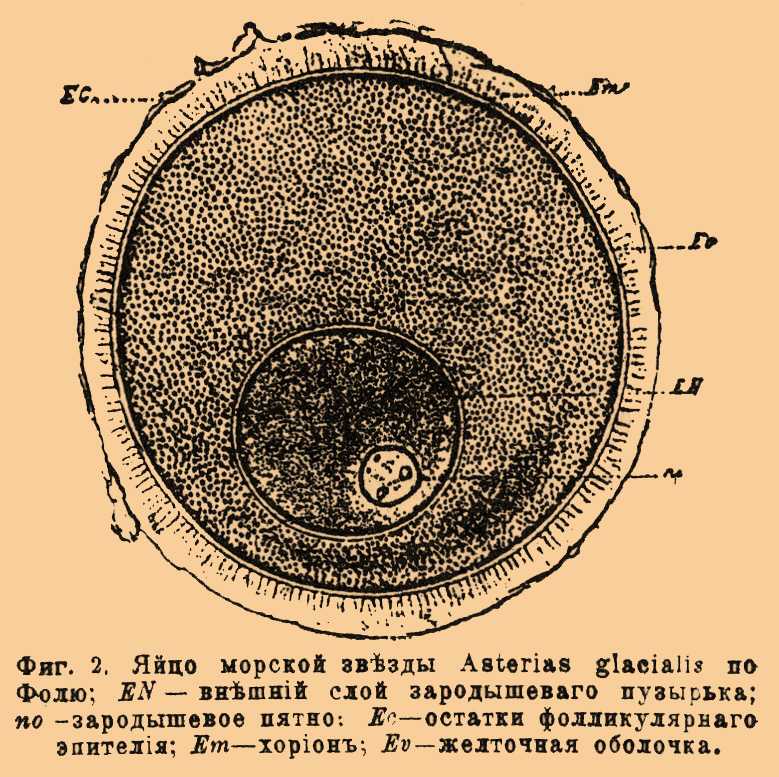 Ec
Em
Ev
EN
Фиг. 2. Яйцо морской звѣзды Asterias glacialis по
Фолю; EN — внѣшній слой зародышеваго пузырька;
no —зародышевое пятно: Ec—остатки фолликулярнаго
эпителія; Em—хоріонъ; Ev—желточная оболочка.